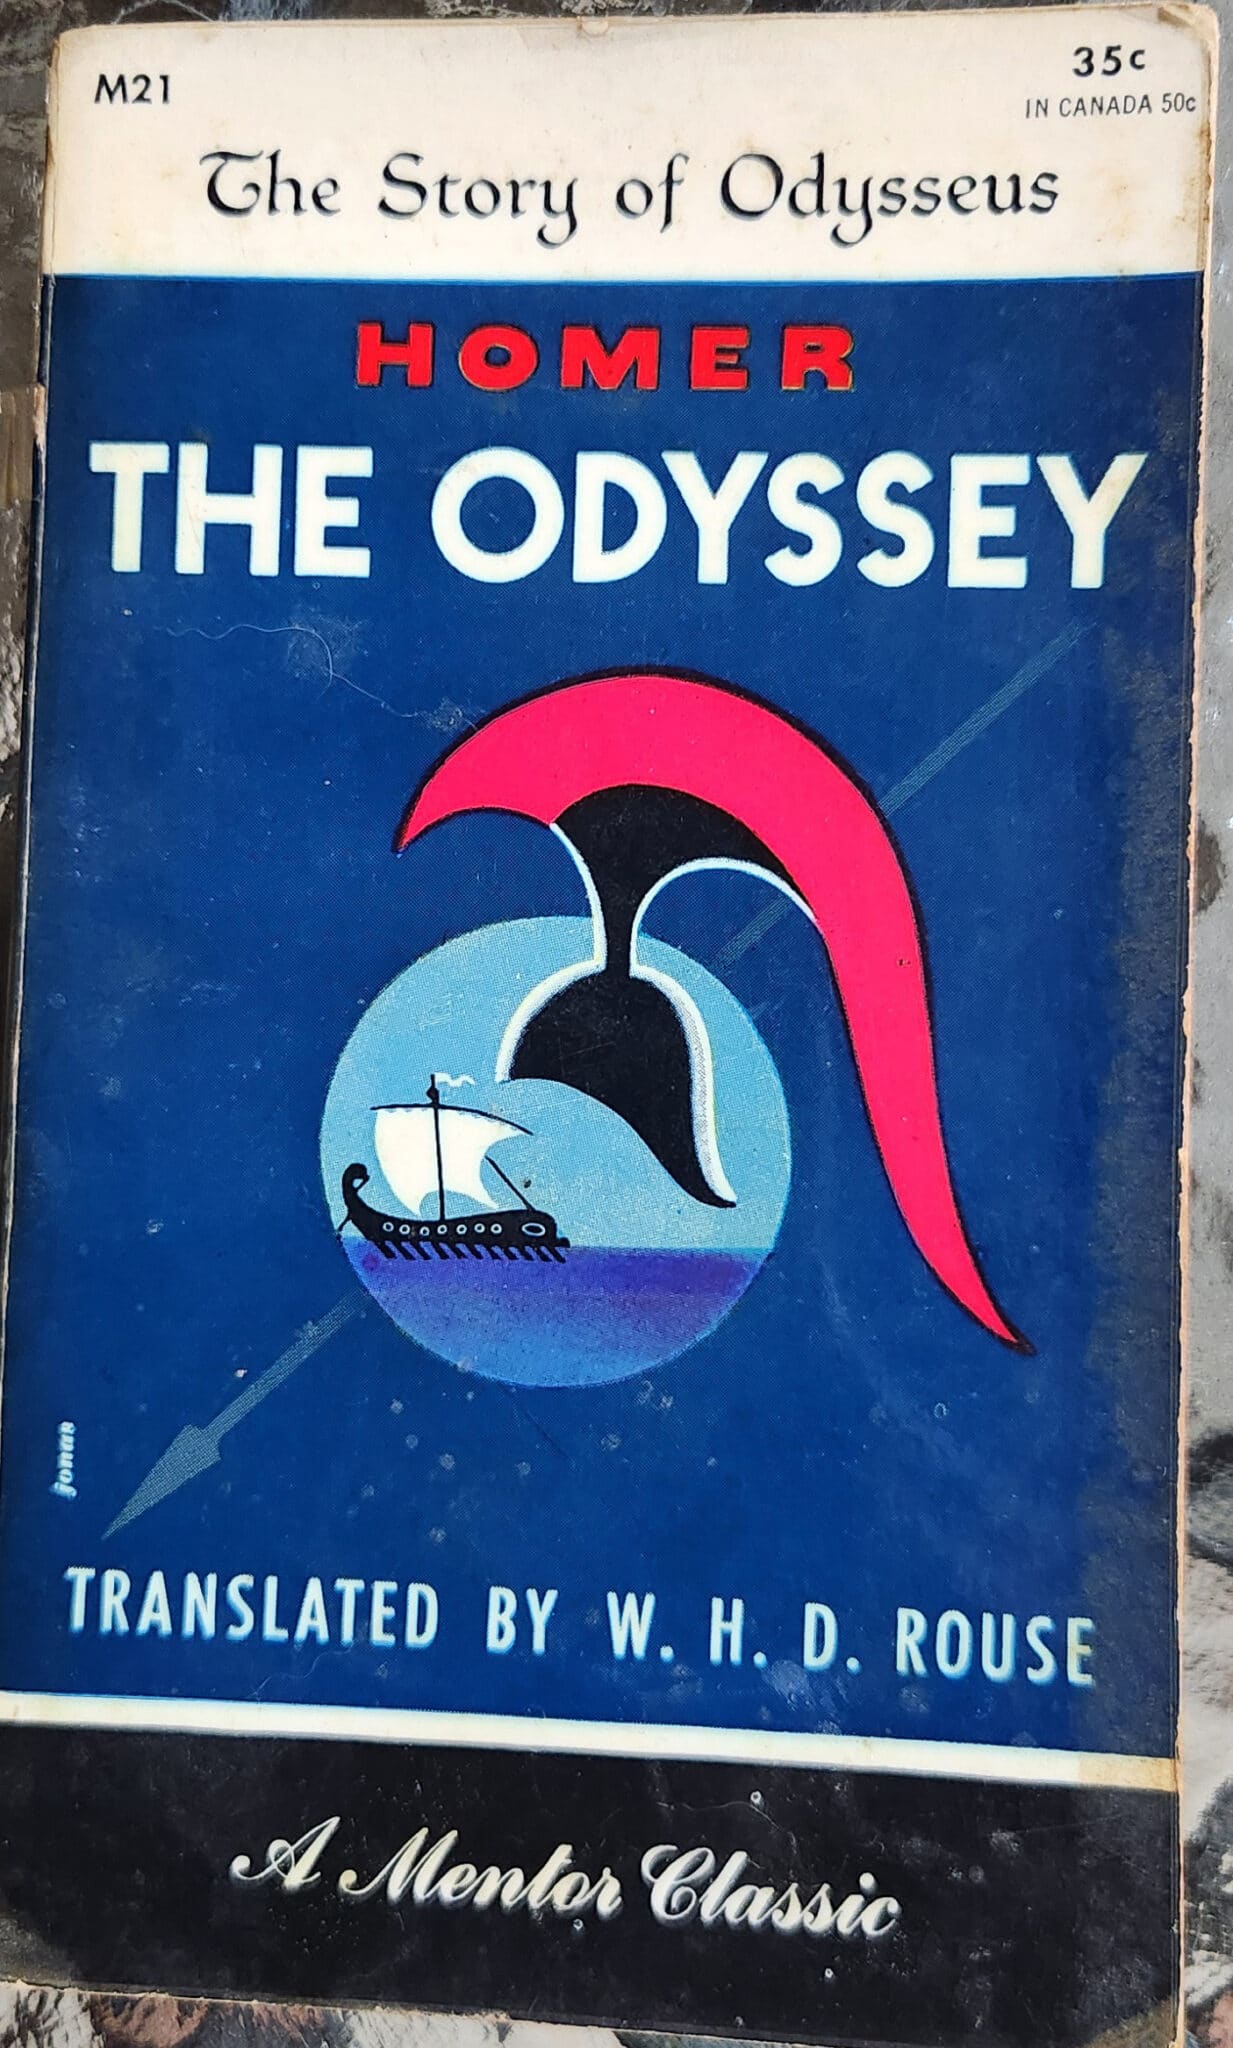 M21
35c
IN CANADA 50c
The Story of Odysseus
HOMER
THE ODYSSEY
jonas
TRANSLATED BY W. H. D. ROUSE
A Mentor Classic